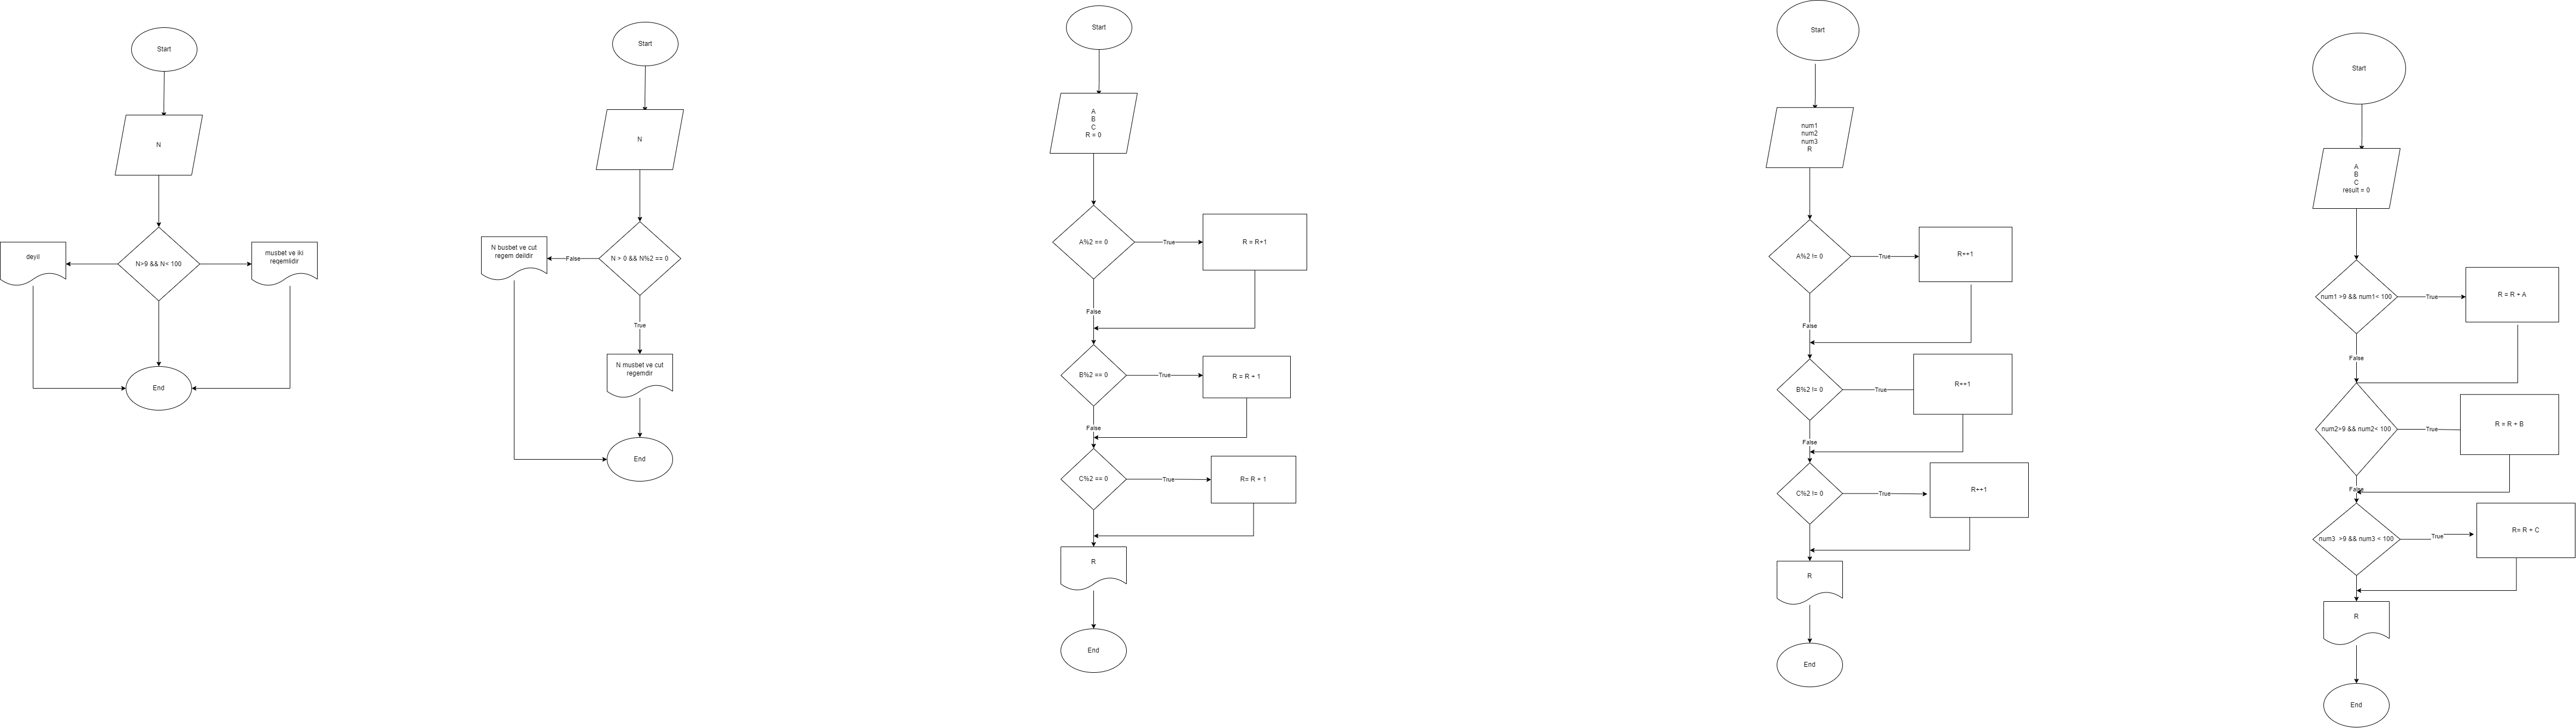 Start
N
N>9 && N< 100
deyil
musbet ve iki
reqemlidir
End
Start
N
N > 0 && N%2 == 0
False
N busbet ve cut
regem deildir
True
N musbet ve cut
regemdir
End
Start
A
B
C
R = 0
A%2 == 0
True
R = R+1
False
B%2 == 0
True
R = R + 1
False
C%2 == 0
True
R= R + 1
R
End
Start
num1
num2
num3
R
A%2 != 0
True
R++1
False
B%2 != 0
True
R++1
False
C%2 != 0
True
R++1
R
End
Start
A
B
C
result = 0
num1 >9 && num1< 100
True
R = R + A
False
num2>9 && num2< 100
True
R = R + B
False
num3 >9 && num3 < 100
True
R= R + C
R
End